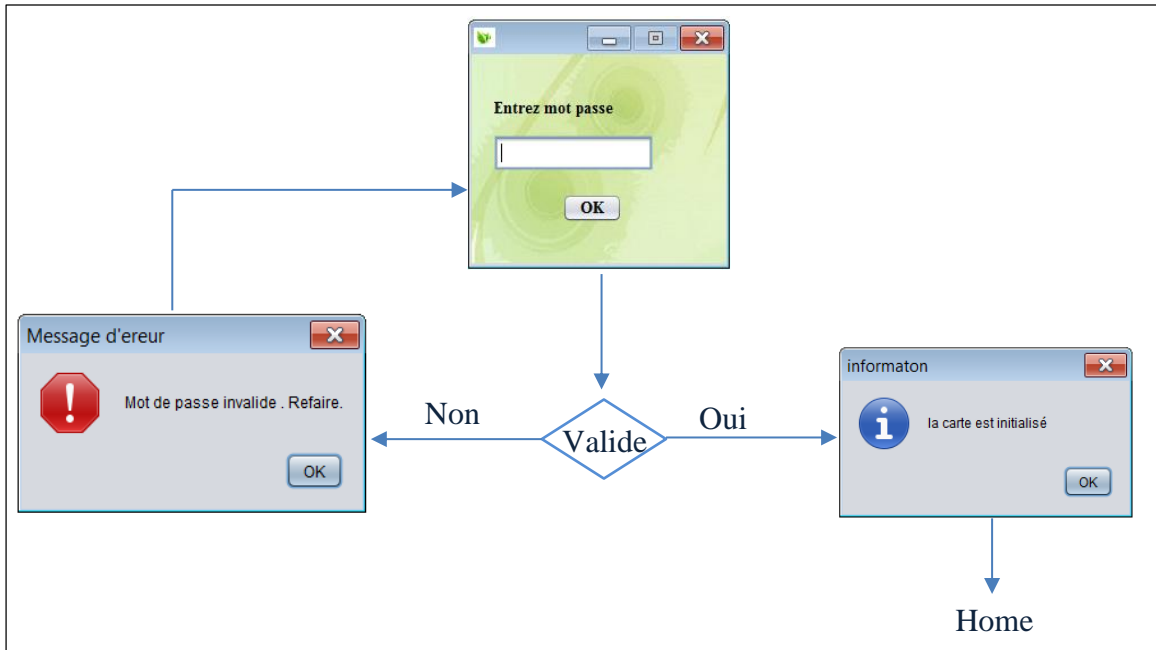 Entrez mot passe
OK
Message d'ereur
Mot de passe invalide . Refaire.
OK
Non
Valide
Oui
informaton
la carte est initialisé
OK
Home